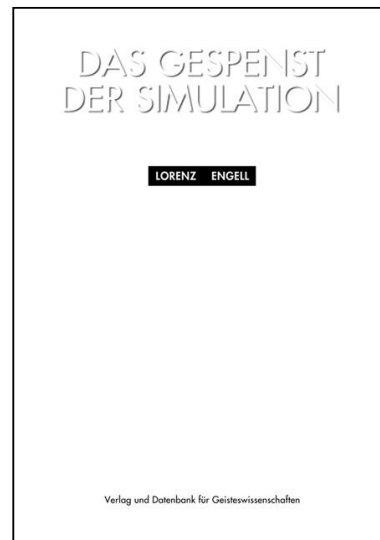 DAS GESPENST
DER SIMULATION
LORENZ ENGELL
Verlag und Datenbank für Geisteswissenschaften